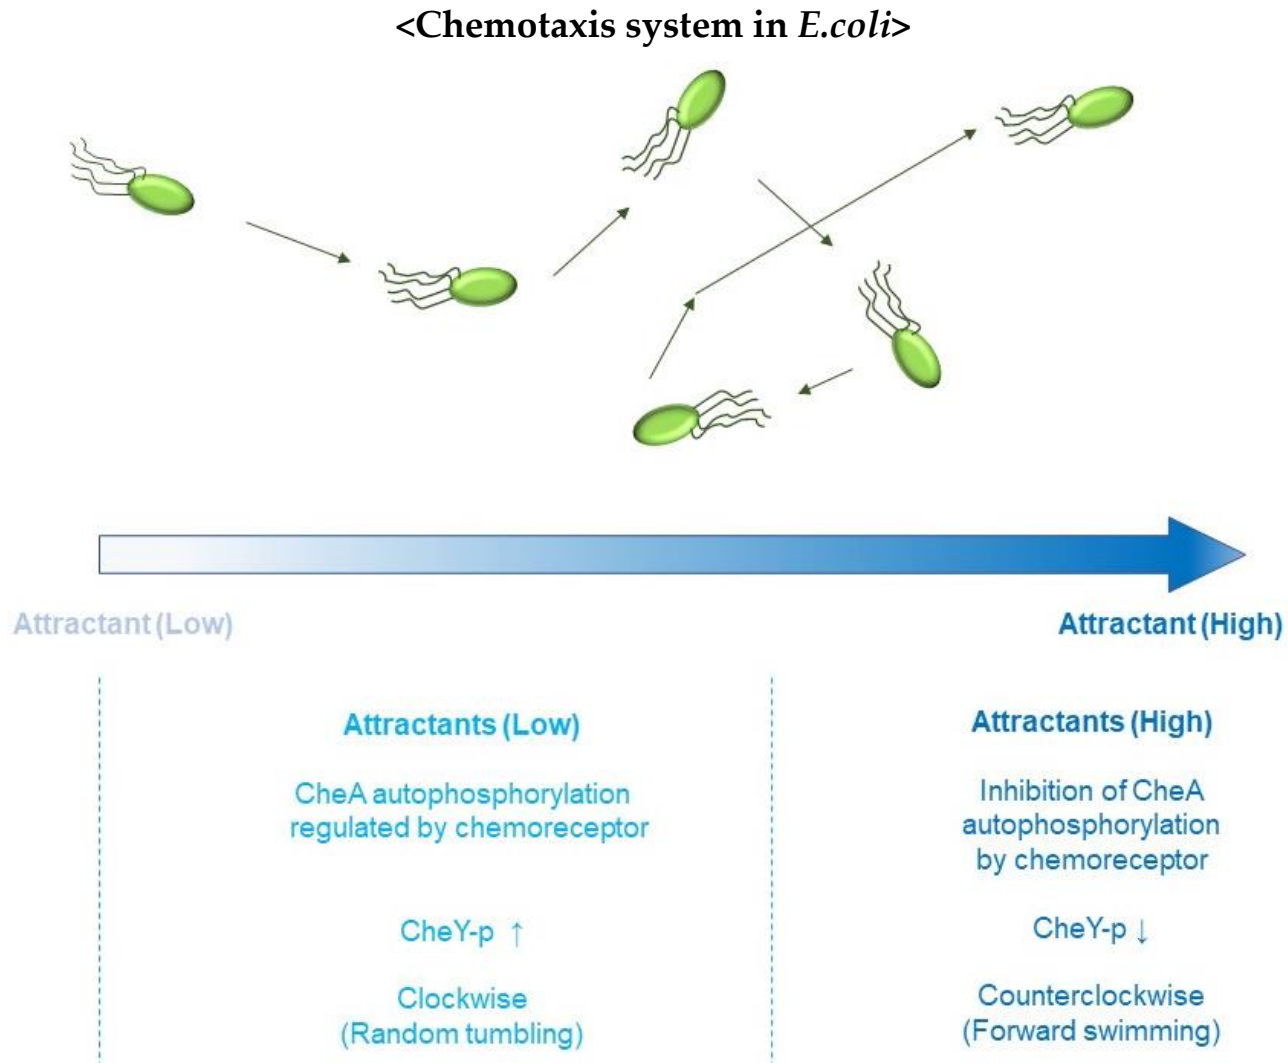 <Chemotaxis system in E.coli>
Attractant (Low)
Attractant (High)
Attractants (Low)
CheA autophosphorylation
regulated by chemoreceptor
CheY-p ↑
Clockwise
(Random tumbling)
Attractants (High)
Inhibition of CheA
autophosphorylation
by chemoreceptor
CheY-p ↓
Counterclockwise
(Forward swimming)